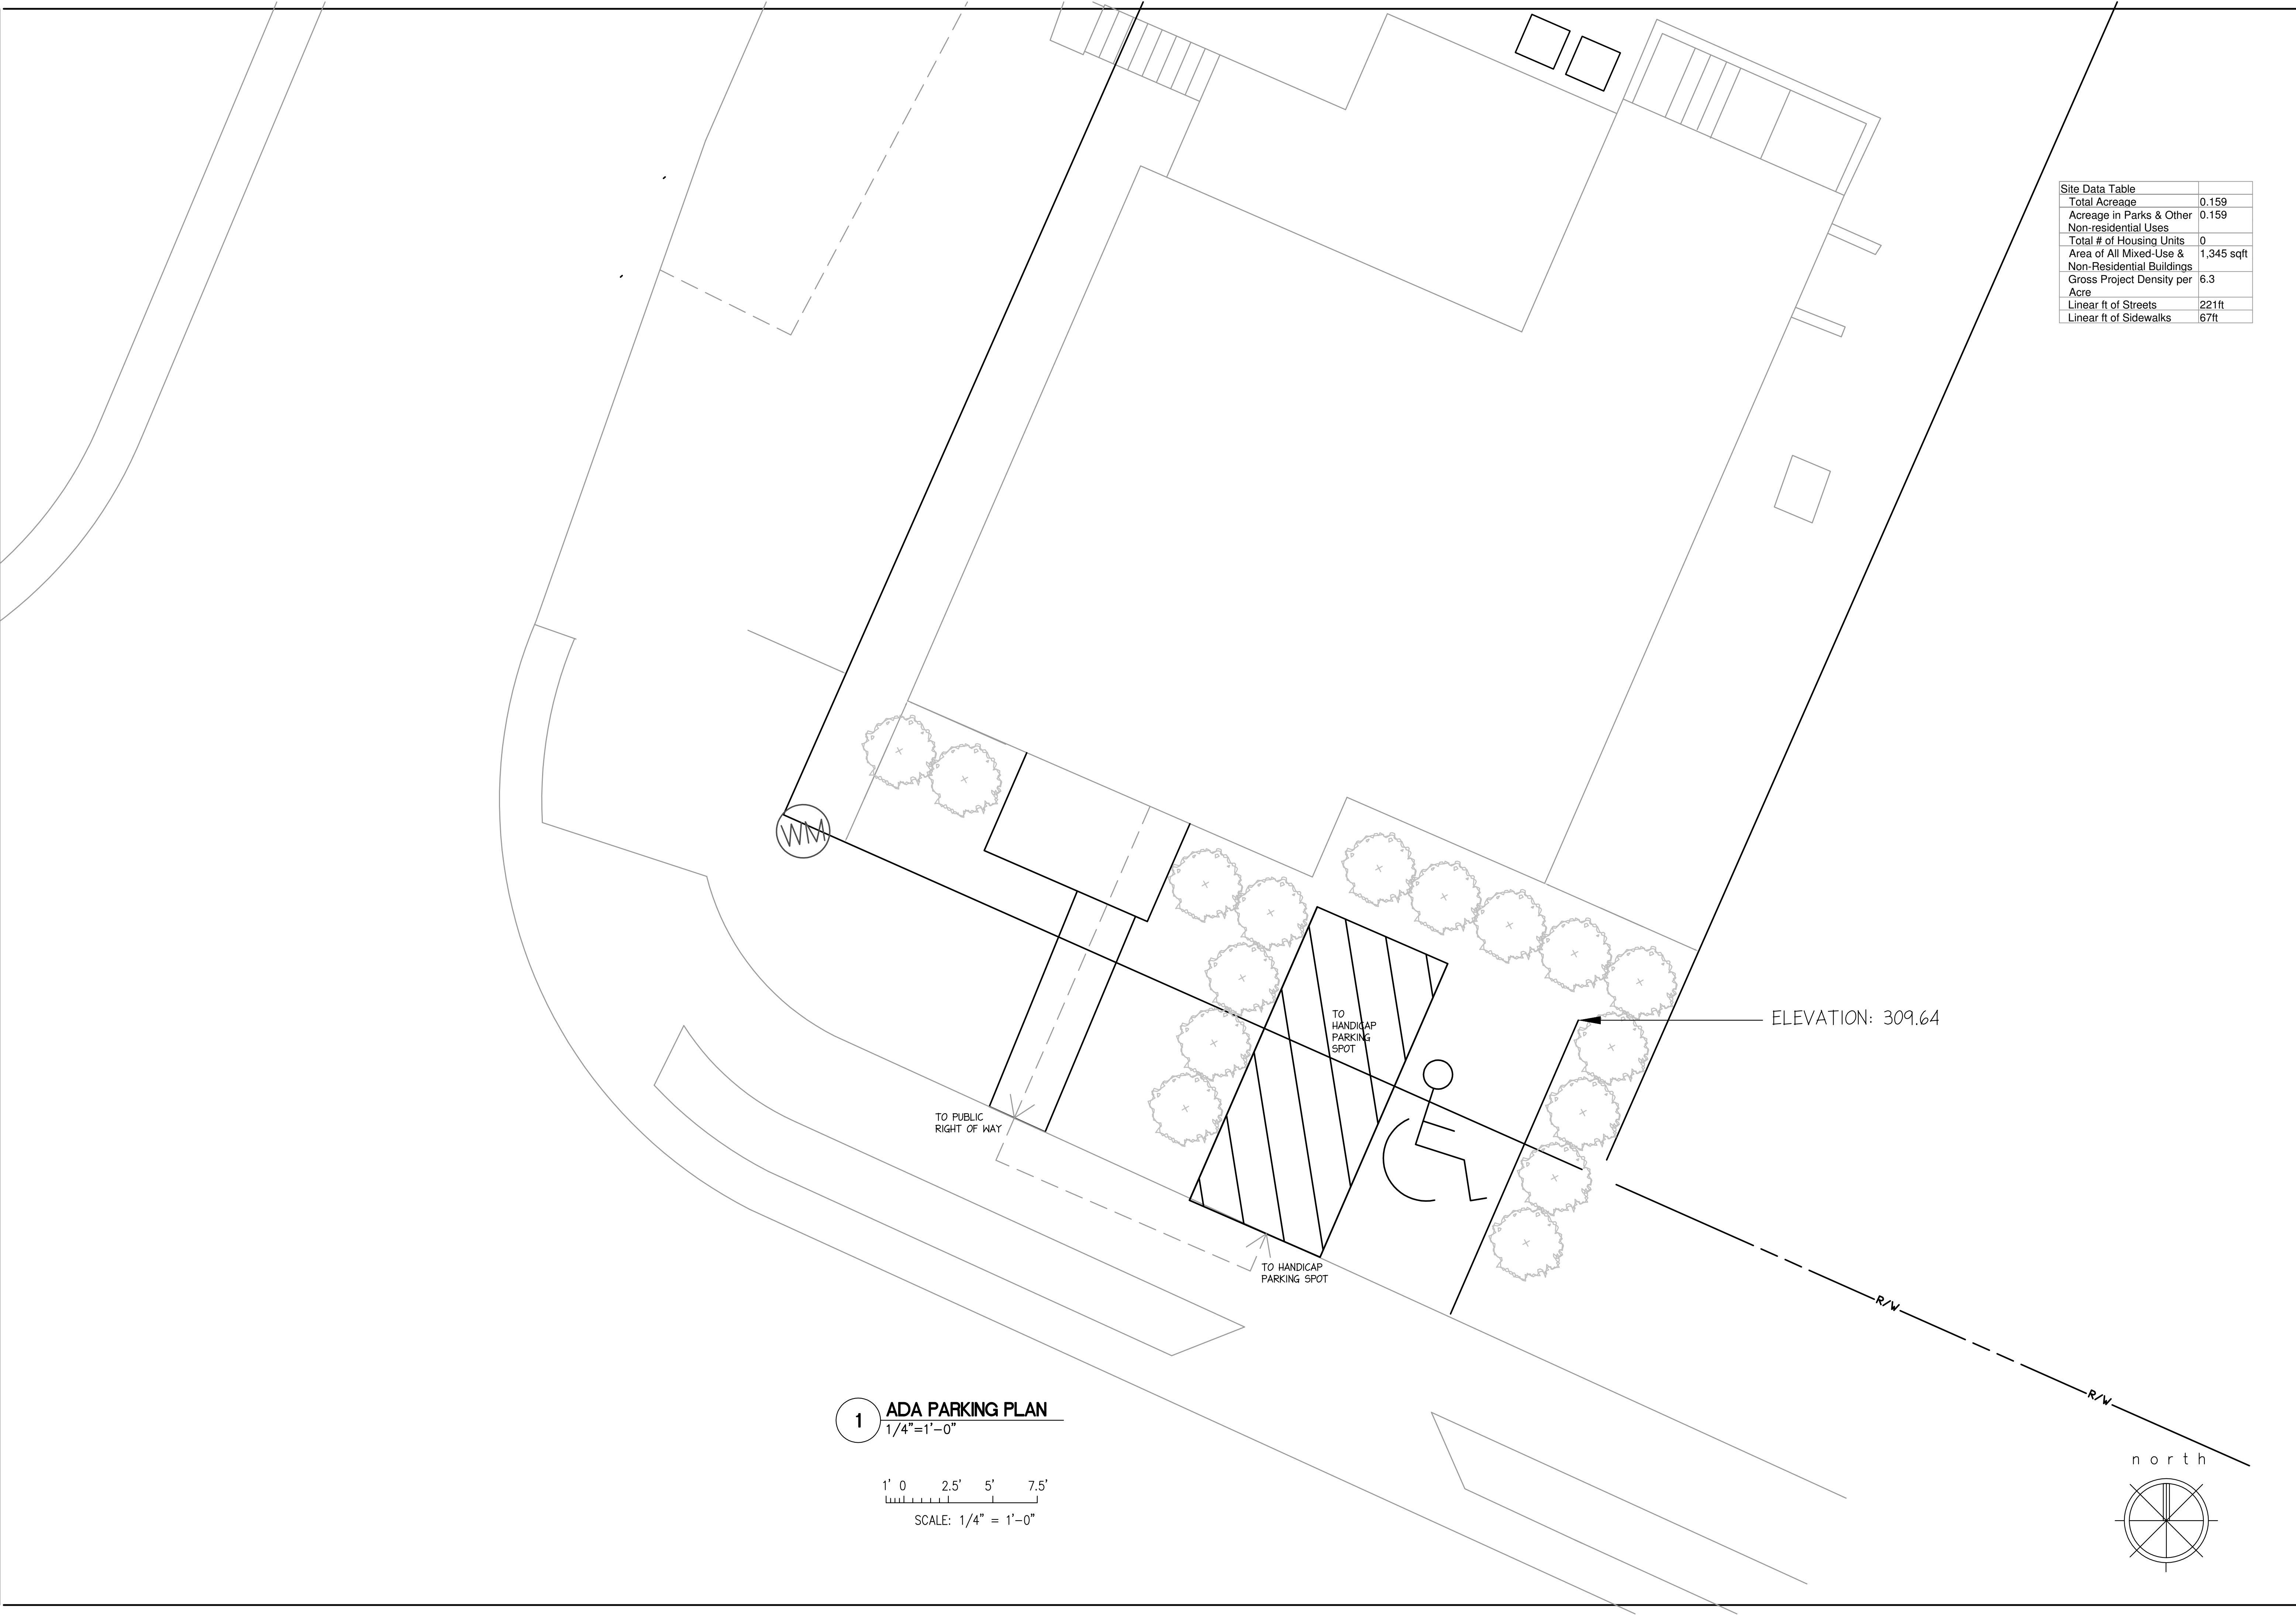 Site Data Table
Total Acreage 0.159
Acreage in Parks & Other 0.159
Non-residential Uses
Total # of Housing Units 0
Area of All Mixed-Use & 1,345 sqft
Non-Residential Buildings
Gross Project Density per 6.3
Acre
Linear ft of Streets 221ft
Linear ft of Sidewalks 67ft
WM
TO
HANDICAP
PARKING
SPOT
ELEVATION: 309.64
TO PUBLIC
RIGHT OF WAY
TO HANDICAP
PARKING SPOT
R/W
R/W
1 ADA PARKING PLAN
1/4"=1'-0"
1' 0 2.5' 5' 7.5'
SCALE: 1/4" = 1'-0"
north